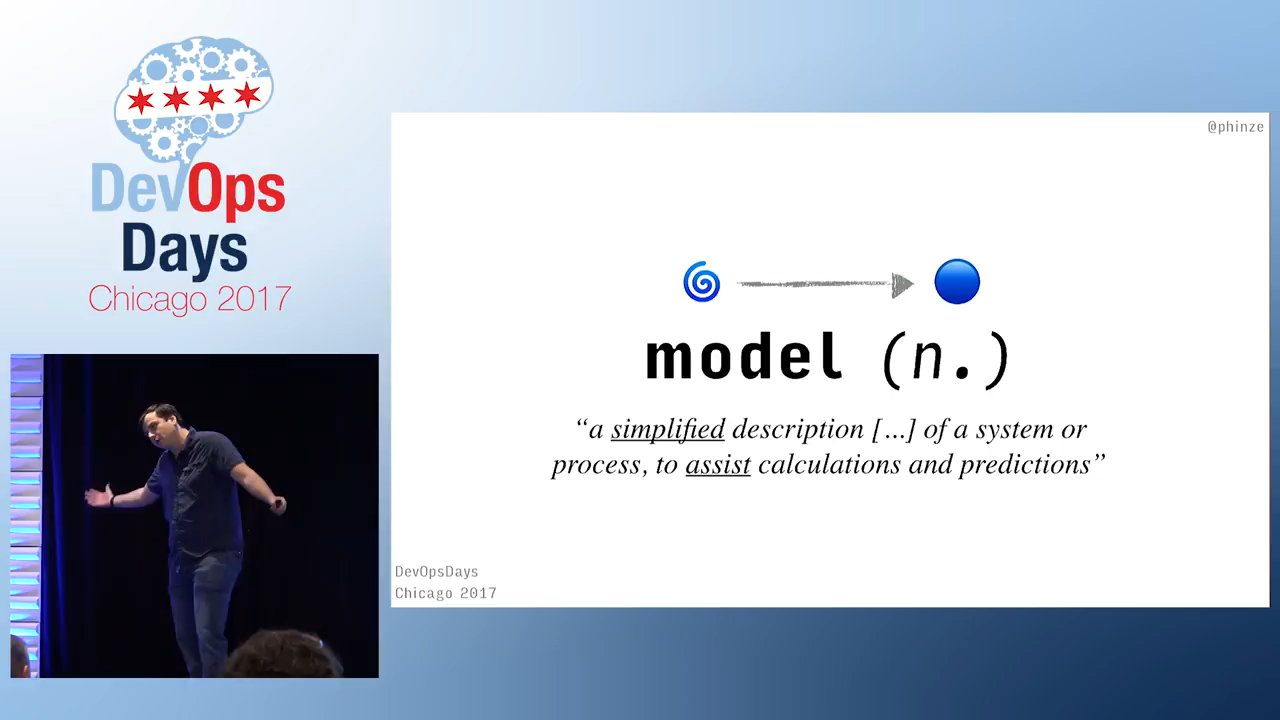 DevOps
Days
Chicago 2017
@phinze
model (n.)
“a simplified description [...] of a system or
process, to assist calculations and predictions”
DevOpsDays
Chicago 2017